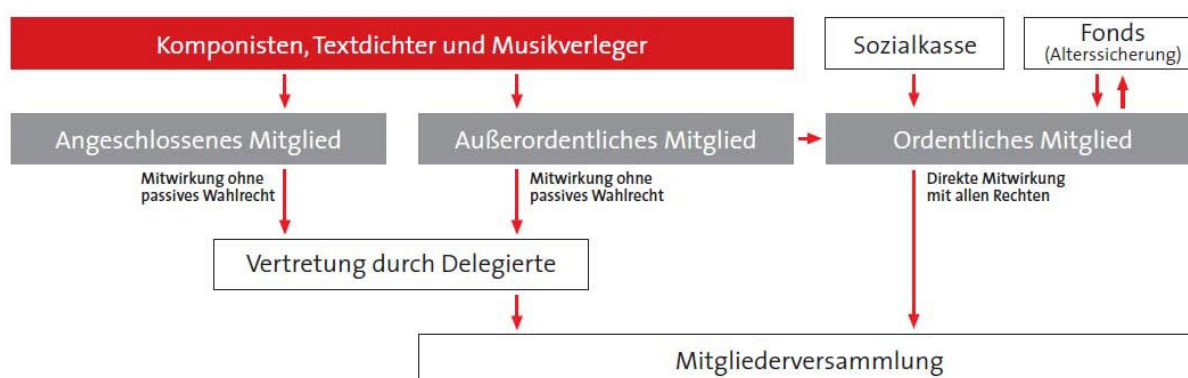 Komponisten, Textdichter und Musikverleger
Sozialkasse
Fonds
(Alterssicherung)
Angeschlossenes Mitglied
Außerordentliches Mitglied
Ordentliches Mitglied
Mitwirkung ohne
passives Wahlrecht
Mitwirkung ohne
passives Wahlrecht
Direkte Mitwirkung
mit allen Rechten
Vertretung durch Delegierte
Mitgliederversammlung